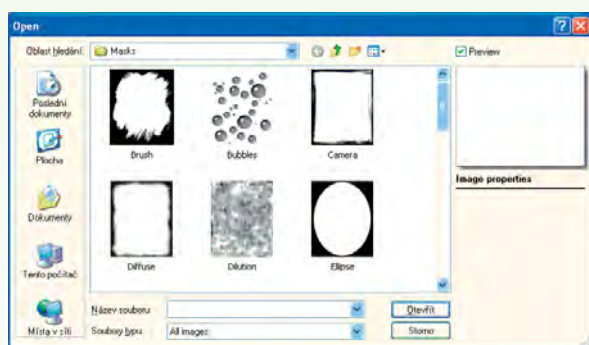 Open
Oblast hledání: Masks Preview
Poslední
dokumenty
Plocha
Dokumenty
Tento počítač
Místa v síti
Brush Bubbles Camera
Diffuse Dilution Elipse
Image properties
Název souboru: Otevřít
Soubory typu: All images Storno